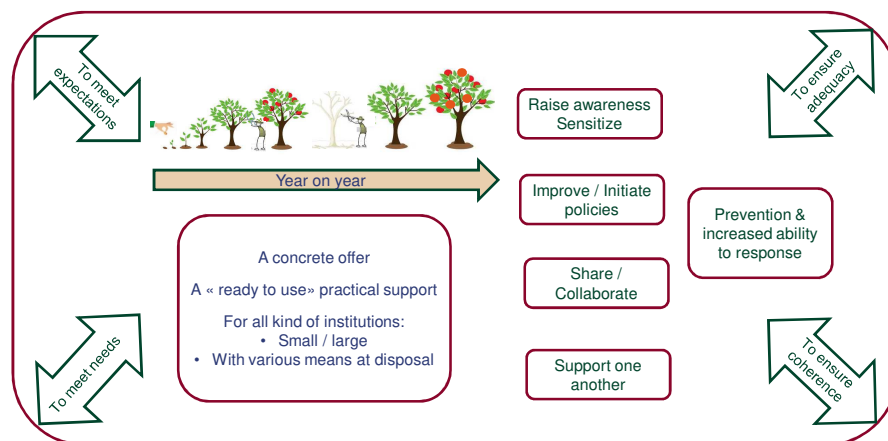 To meet
expectations
To ensure
adequacy
Raise awareness
Sensitize
Year on year
Improve / Initiate
policies
Prevention &
increased ability
to response
A concrete offer
A « ready to use» practical support
For all kind of institutions:
• Small / large
• With various means at disposal
Share /
Collaborate
Support one
another
To meet needs
To ensure
coherence